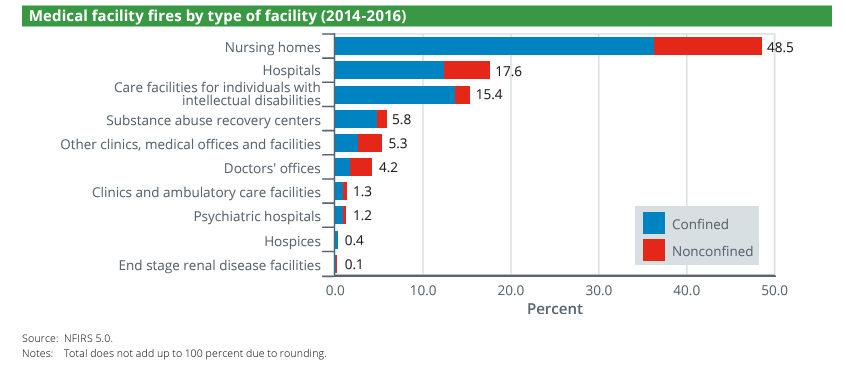 Medical facility fires by type of facility (2014-2016)
Nursing homes 48.5
Hospitals 17.6
Care facilities for individuals with
intellectual disabilities 15.4
Substance abuse recovery centers 5.8
Other clinics, medical offices and facilities 5.3
Doctors' offices 4.2
Clinics and ambulatory care facilities 1.3
Psychiatric hospitals 1.2
Hospices 0.4
End stage renal disease facilities 0.1
Confined
Nonconfined
0.0 10.0 20.0 30.0 40.0 50.0
Percent
Source: NFIRS 5.0.
Notes: Total does not add up to 100 percent due to rounding.